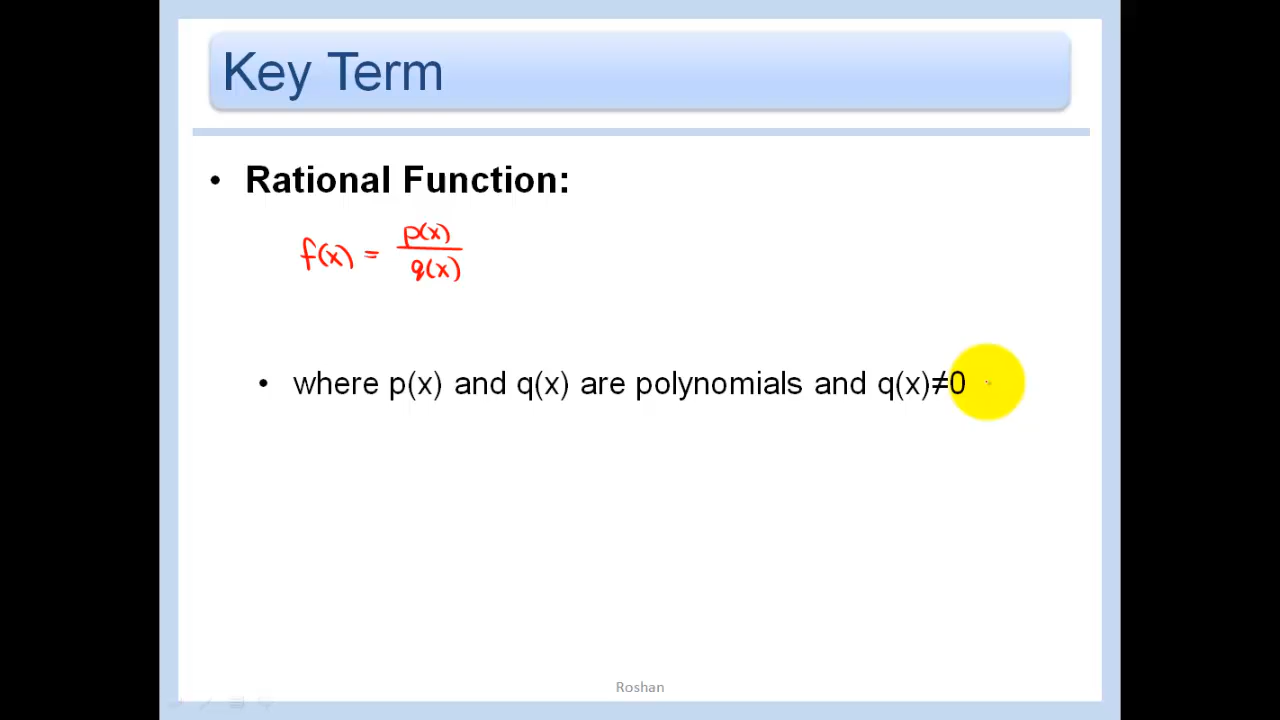 Key Term
• Rational Function:
f(x) = p(x)/q(x)
• where p(x) and q(x) are polynomials and q(x)≠0
Roshan